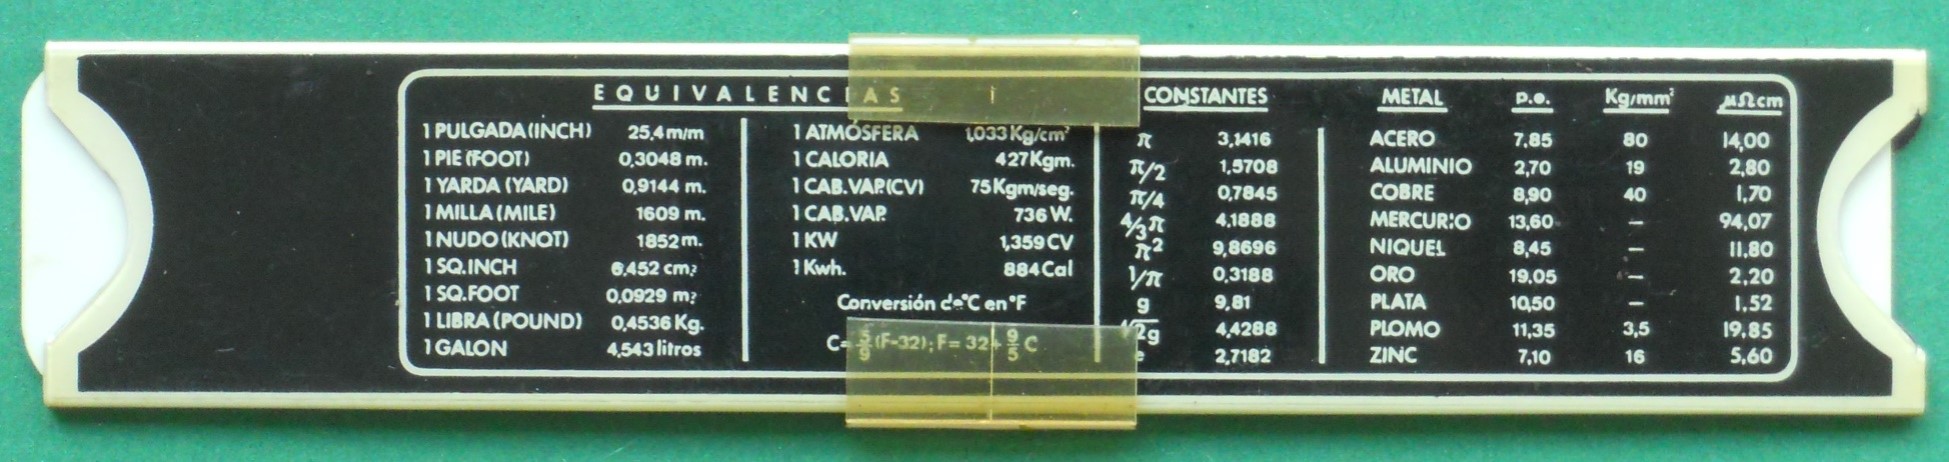 EQUIVALENCIAS
1 PULGADA (INCH) 25,4 m/m
1 PIE (FOOT) 0,3048 m.
1 YARDA (YARD) 0,9144 m.
1 MILLA (MILE) 1609 m.
1 NUDO (KNOT) 1852 m.
1 SQ. INCH 6,452 cm²
1 SQ. FOOT 0,0929 m²
1 LIBRA (POUND) 0,4536 Kg.
1 GALON 4,543 litros
1 ATMÓSFERA 1,033 Kg/cm²
1 CALORIA 427 Kgm.
1 CAB.VAP. (CV) 75 Kgm/seg.
1 CAB.VAP. 736 W.
1 KW 1,359 CV
1 Kwh. 884 Cal
Conversión de °C en °F
C= 5/9 (F-32); F= 32+ 9/5 C
CONSTANTES
π 3,1416
π/2 1,5708
π/4 0,7845
4/3π 4,1888
π² 9,8696
1/π 0,3188
g 9,81
√2g 4,4288
e 2,7182
METAL p.e. Kg/mm² μΩcm
ACERO 7,85 80 14,00
ALUMINIO 2,70 19 2,80
COBRE 8,90 40 1,70
MERCURIO 13,60 — 94,07
NIQUEL 8,45 — 11,80
ORO 19,05 — 2,20
PLATA 10,50 — 1,52
PLOMO 11,35 3,5 19,85
ZINC 7,10 16 5,60